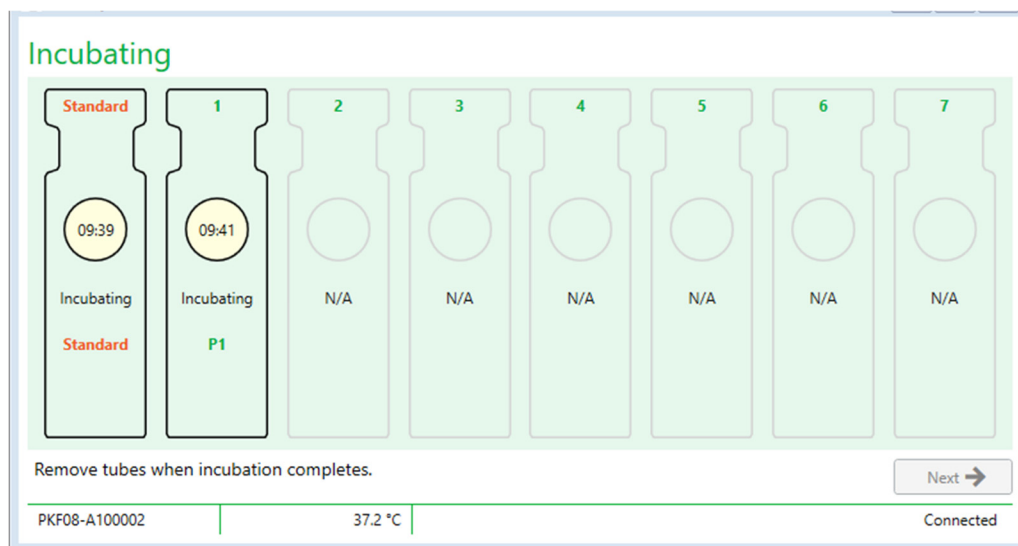 Incubating
Standard 1 2 3 4 5 6 7
09:39 09:41
Incubating Incubating N/A N/A N/A N/A N/A N/A
Standard P1
Remove tubes when incubation completes.
Next
PKF08-A100002 37.2 °C Connected